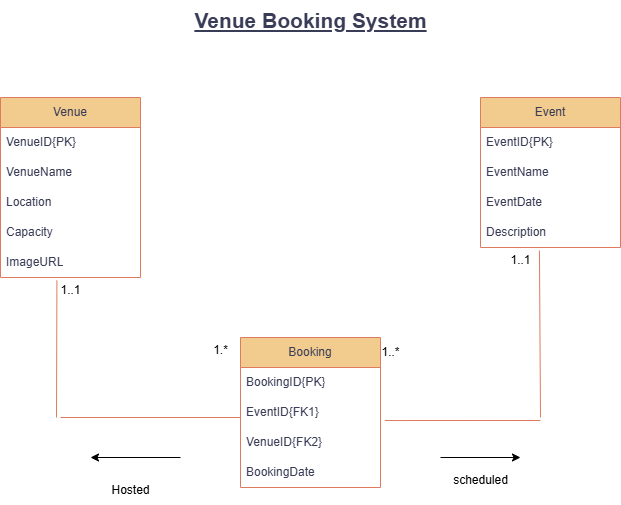 Venue Booking System
Venue
VenueID{PK}
VenueName
Location
Capacity
ImageURL
1..1
Event
EventID{PK}
EventName
EventDate
Description
1..1
1.*
1..*
Booking
BookingID{PK}
EventID{FK1}
VenueID{FK2}
BookingDate
Hosted
scheduled